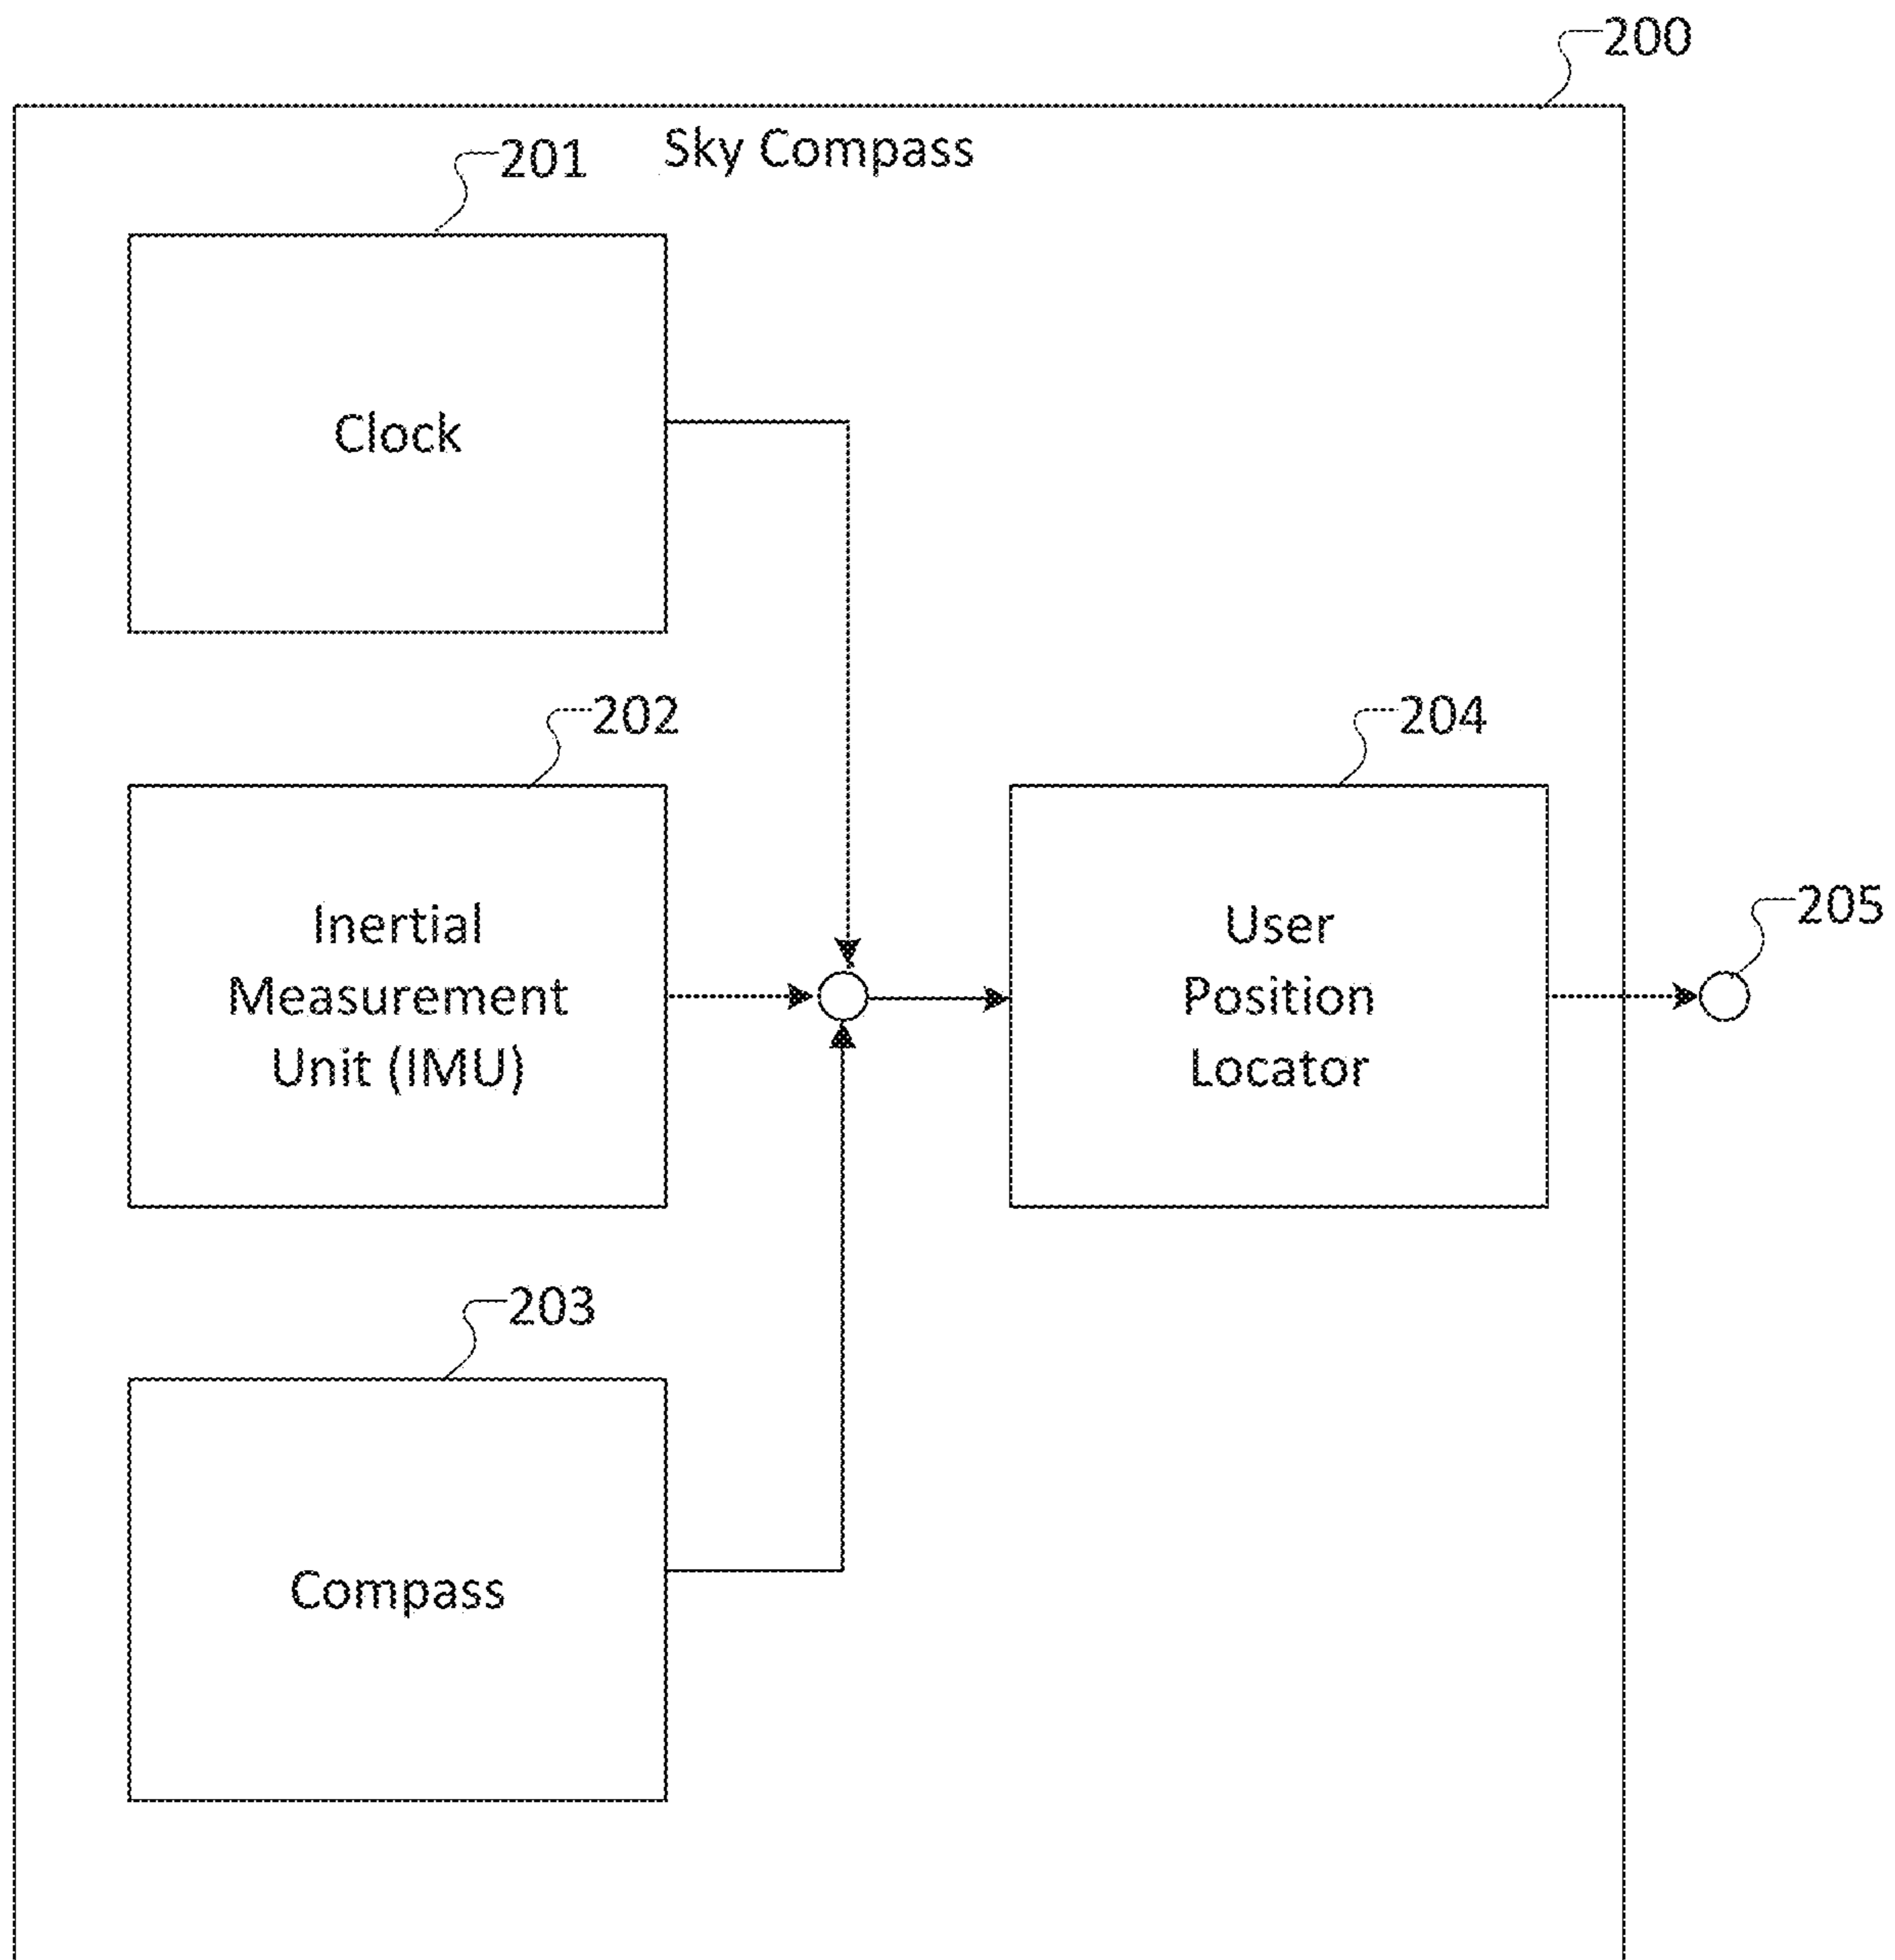 200
Sky Compass
201
Clock
202
Inertial
Measurement
Unit (IMU)
204
User
Position
Locator
205
203
Compass